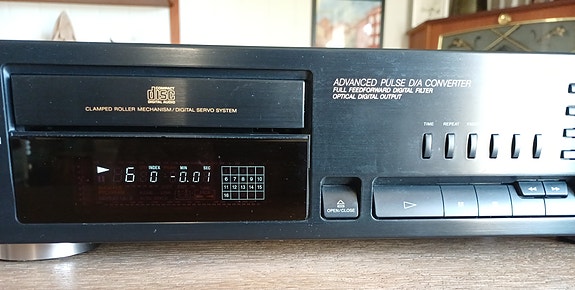 COMPACT
disc
DIGITAL AUDIO
CLAMPED ROLLER MECHANISM/DIGITAL SERVO SYSTEM
ADVANCED PULSE D/A CONVERTER
FULL FEEDFORWARD DIGITAL FILTER
OPTICAL DIGITAL OUTPUT
TIME REPEAT
INDEX MIN SEC
6 0 -0.01
6 7 8 9 10
11 12 13 14 15
16
OPEN/CLOSE